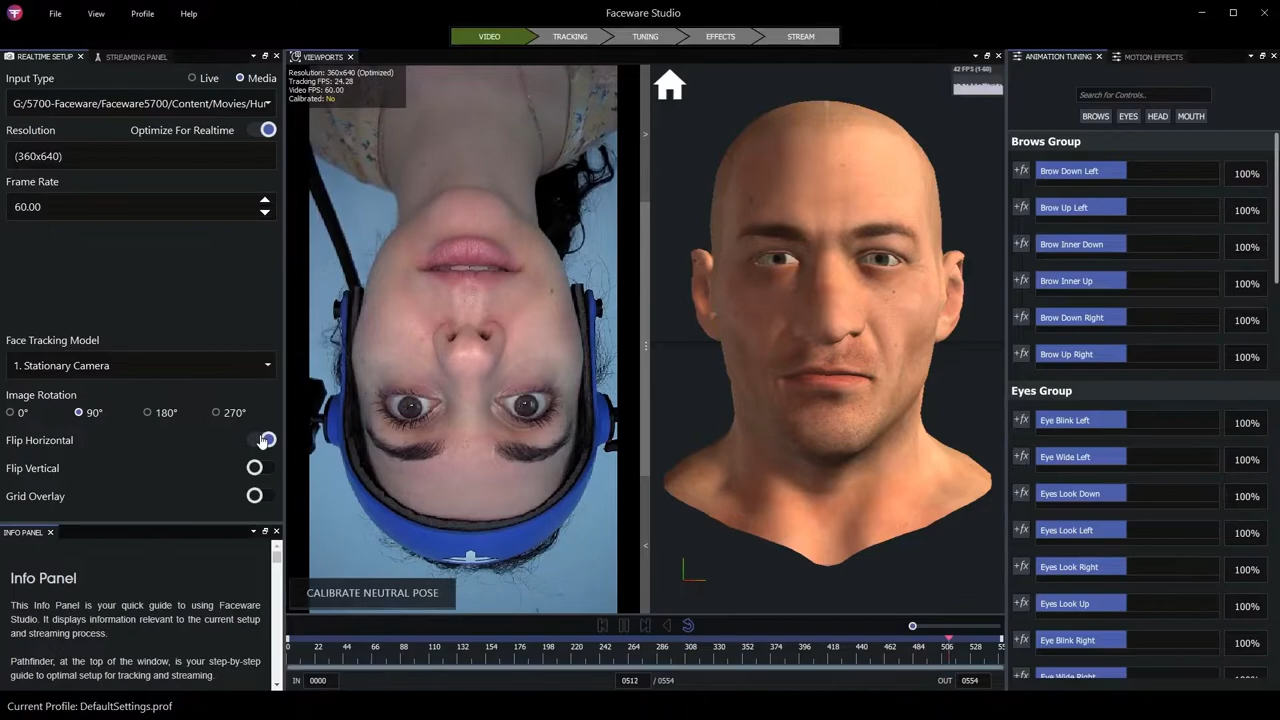 File View Profile Help
Faceware Studio
VIDEO TRACKING TUNING EFFECTS STREAM
REALTIME SETUP
STREAMING PANEL
Input Type
Live
Media
G:/5700-Faceware/Faceware5700/Content/Movies/Hur
Resolution
Optimize For Realtime
(360x640)
Frame Rate
60.00
Face Tracking Model
1. Stationary Camera
Image Rotation
0° 90° 180° 270°
Flip Horizontal
Flip Vertical
Grid Overlay
INFO PANEL
Info Panel
This Info Panel is your quick guide to using Faceware
Studio. It displays information relevant to the current setup
and streaming process.
Pathfinder, at the top of the window, is your step-by-step
guide to optimal setup for tracking and streaming.
VIEWPORTS
Resolution: 360x640 (Optimized)
Tracking FPS: 24.28
Video FPS: 60.00
Calibrated: No
42 FPS (1-60)
CALIBRATE NEUTRAL POSE
0 22 44 66 88 110 132 154 176 198 220 242 264 286 308 330 352 374 396 418 440 462 484 506 528 55
IN 0000
0512 / 0554
OUT 0554
ANIMATION TUNING
MOTION EFFECTS
Search for Controls..
BROWS EYES HEAD MOUTH
Brows Group
Brow Down Left 100%
Brow Up Left 100%
Brow Inner Down 100%
Brow Inner Up 100%
Brow Down Right 100%
Brow Up Right 100%
Eyes Group
Eye Blink Left 100%
Eye Wide Left 100%
Eyes Look Down 100%
Eyes Look Left 100%
Eyes Look Right 100%
Eyes Look Up 100%
Eye Blink Right 100%
Eye Wide Right 100%
Current Profile: DefaultSettings.prof